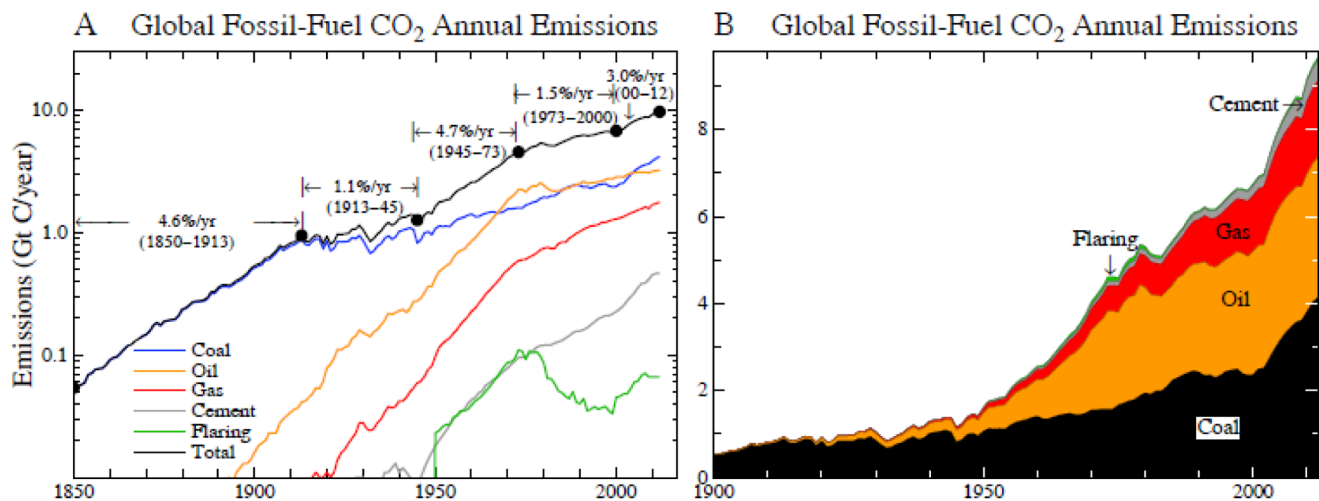 A Global Fossil-Fuel CO₂ Annual Emissions
Emissions (Gt C/year)
10.0
1.0
0.1
4.6%/yr
(1850–1913)
1.1%/yr
(1913–45)
4.7%/yr
(1945–73)
1.5%/yr
(1973–2000)
3.0%/yr
(00–12)
Coal
Oil
Gas
Cement
Flaring
Total
1850 1900 1950 2000
B Global Fossil-Fuel CO₂ Annual Emissions
8
6
4
2
0
Cement
Flaring
Gas
Oil
Coal
1900 1950 2000